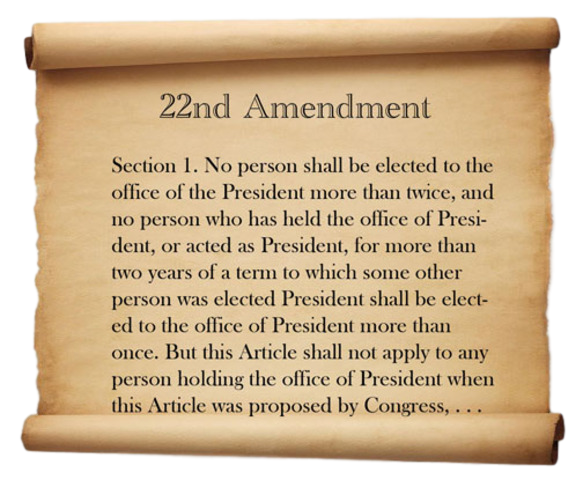 22nd Amendment
Section 1. No person shall be elected to the
office of the President more than twice, and
no person who has held the office of Presi-
dent, or acted as President, for more than
two years of a term to which some other
person was elected President shall be elect-
ed to the office of President more than
once. But this Article shall not apply to any
person holding the office of President when
this Article was proposed by Congress, . . .